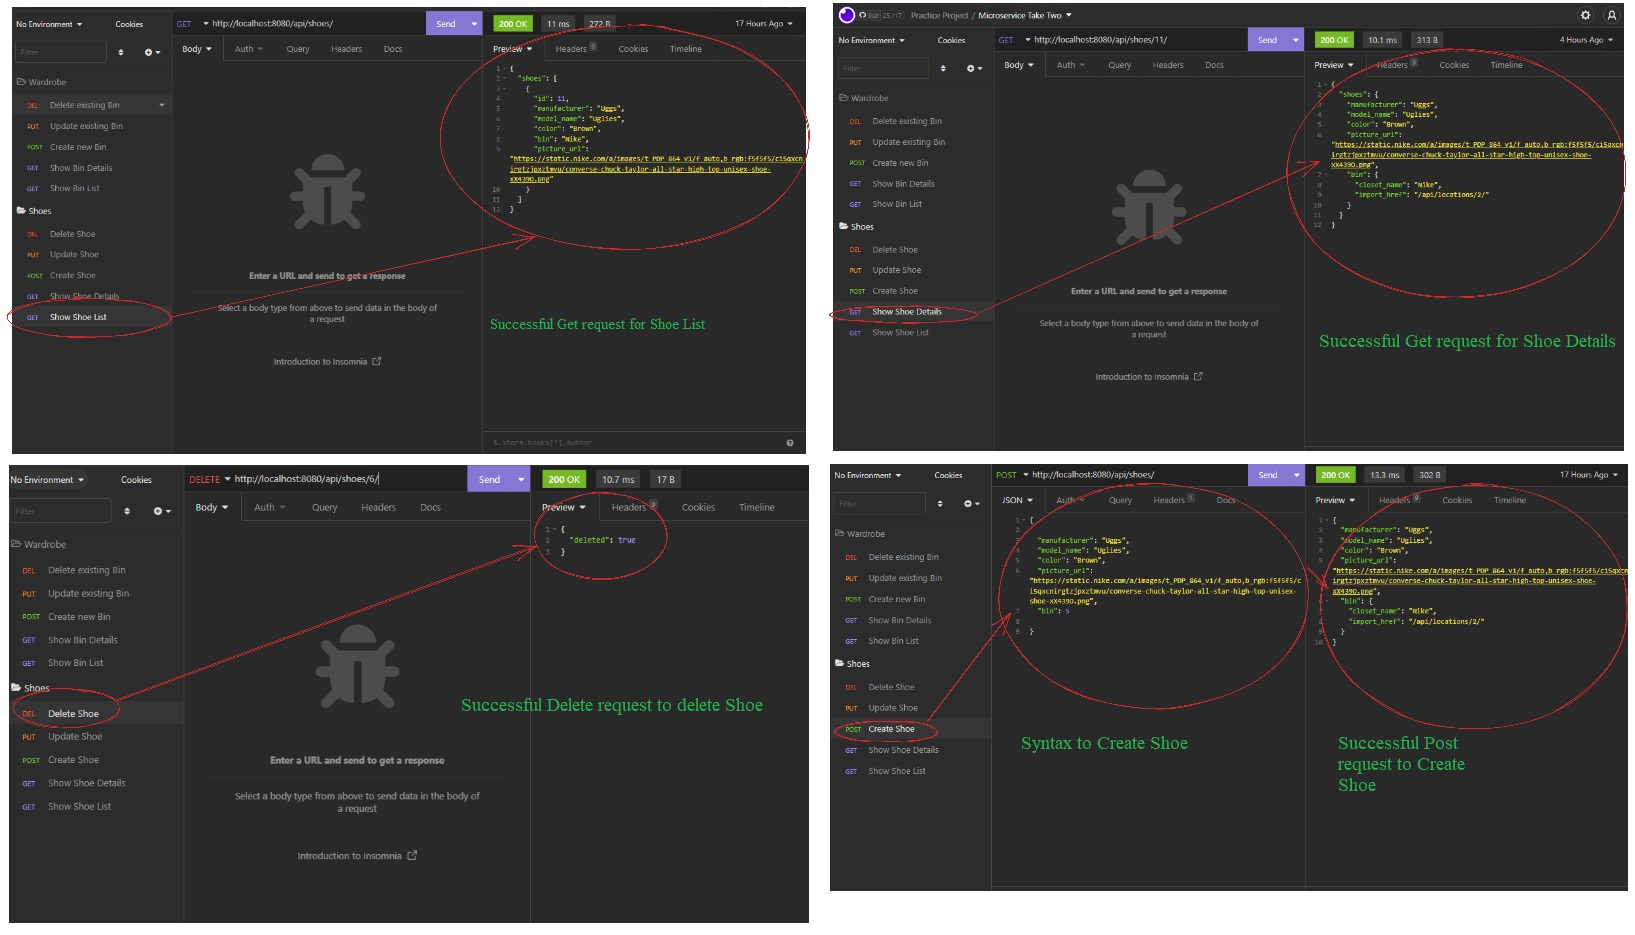 No Environment
Cookies
GET http://localhost:8080/api/shoes/
Send
200 OK
11 ms
272 B
17 Hours Ago
Filter
Body
Auth
Query
Headers
Docs
Preview
Headers 9
Cookies
Timeline
Wardrobe
DEL Delete existing Bin
PUT Update existing Bin
POST Create new Bin
GET Show Bin Details
GET Show Bin List
Shoes
DEL Delete Shoe
PUT Update Shoe
POST Create Shoe
GET Show Shoe Details
GET Show Shoe List
Enter a URL and send to get a response
Select a body type from above to send data in the body of
a request
Introduction to Insomnia
1 {
2 "shoes": [
3 {
4 "id": 11,
5 "manufacturer": "Uggs",
6 "model_name": "Uglies",
7 "color": "Brown",
8 "bin": "Nike",
9 "picture_url":
"https://static.nike.com/a/images/t_PDP_864_v1/f_auto,b_rgb:f5f5f5/ci5qxcn
irgtzjpxztmvu/converse-chuck-taylor-all-star-high-top-unisex-shoe-
xX4390.png"
10 }
11 ]
12 }
Successful Get request for Shoe List
$.store.books[*].author
Star 25,117
Practice Project / Microservice Take Two
No Environment
Cookies
GET http://localhost:8080/api/shoes/11/
Send
200 OK
10.1 ms
313 B
4 Hours Ago
Filter
Body
Auth
Query
Headers
Docs
Preview
Headers
Cookies
Timeline
Wardrobe
DEL Delete existing Bin
PUT Update existing Bin
POST Create new Bin
GET Show Bin Details
GET Show Bin List
Shoes
DEL Delete Shoe
PUT Update Shoe
POST Create Shoe
GET Show Shoe Details
GET Show Shoe List
Enter a URL and send to get a response
Select a body type from above to send data in the body of
a request
Introduction to Insomnia
1 {
2 "shoes": {
3 "manufacturer": "Uggs",
4 "model_name": "Uglies",
5 "color": "Brown",
6 "picture_url":
"https://static.nike.com/a/images/t_PDP_864_v1/f_auto,b_rgb:f5f5f5/ci5qxcn
irgtzjpxztmvu/converse-chuck-taylor-all-star-high-top-unisex-shoe-
xX4390.png",
7 "bin": {
8 "closet_name": "Nike",
9 "import_href": "/api/locations/2/"
10 }
11 }
12 }
Successful Get request for Shoe Details
No Environment
Cookies
DELETE http://localhost:8080/api/shoes/6/
Send
200 OK
10.7 ms
17 B
Filter
Body
Auth
Query
Headers
Docs
Preview
Headers 9
Cookies
Timeline
Wardrobe
DEL Delete existing Bin
PUT Update existing Bin
POST Create new Bin
GET Show Bin Details
GET Show Bin List
Shoes
DEL Delete Shoe
PUT Update Shoe
POST Create Shoe
GET Show Shoe Details
GET Show Shoe List
Enter a URL and send to get a response
Select a body type from above to send data in the body of
a request
Introduction to Insomnia
1 {
2 "deleted": true
3 }
Successful Delete request to delete Shoe
No Environment
Cookies
POST http://localhost:8080/api/shoes/
Send
200 OK
13.3 ms
302 B
17 Hours Ago
Filter
JSON
Auth
Query
Headers 1
Docs
Preview
Headers 9
Cookies
Timeline
Wardrobe
DEL Delete existing Bin
PUT Update existing Bin
POST Create new Bin
GET Show Bin Details
GET Show Bin List
Shoes
DEL Delete Shoe
PUT Update Shoe
POST Create Shoe
GET Show Shoe Details
GET Show Shoe List
1 {
2
3 "manufacturer": "Uggs",
4 "model_name": "Uglies",
5 "color": "Brown",
6 "picture_url":
"https://static.nike.com/a/images/t_PDP_864_v1/f_auto,b_rgb:f5f5f5/c
i5qxcnirgtzjpxztmvu/converse-chuck-taylor-all-star-high-top-unisex-
shoe-xX4390.png",
7 "bin": 5
8
9 }
Syntax to Create Shoe
1 {
2 "manufacturer": "Uggs",
3 "model_name": "Uglies",
4 "color": "Brown",
5 "picture_url":
"https://static.nike.com/a/images/t_PDP_864_v1/f_auto,b_rgb:f5f5f5/ci5qxcn
irgtzjpxztmvu/converse-chuck-taylor-all-star-high-top-unisex-shoe-
xX4390.png",
6 "bin": {
7 "closet_name": "Nike",
8 "import_href": "/api/locations/2/"
9 }
10 }
Successful Post
request to Create
Shoe